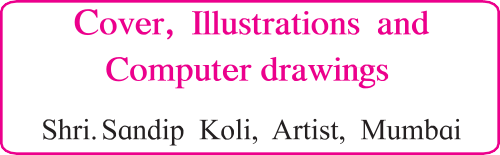 Cover, Illustrations and
Computer drawings
Shri. Sandip Koli, Artist, Mumbai